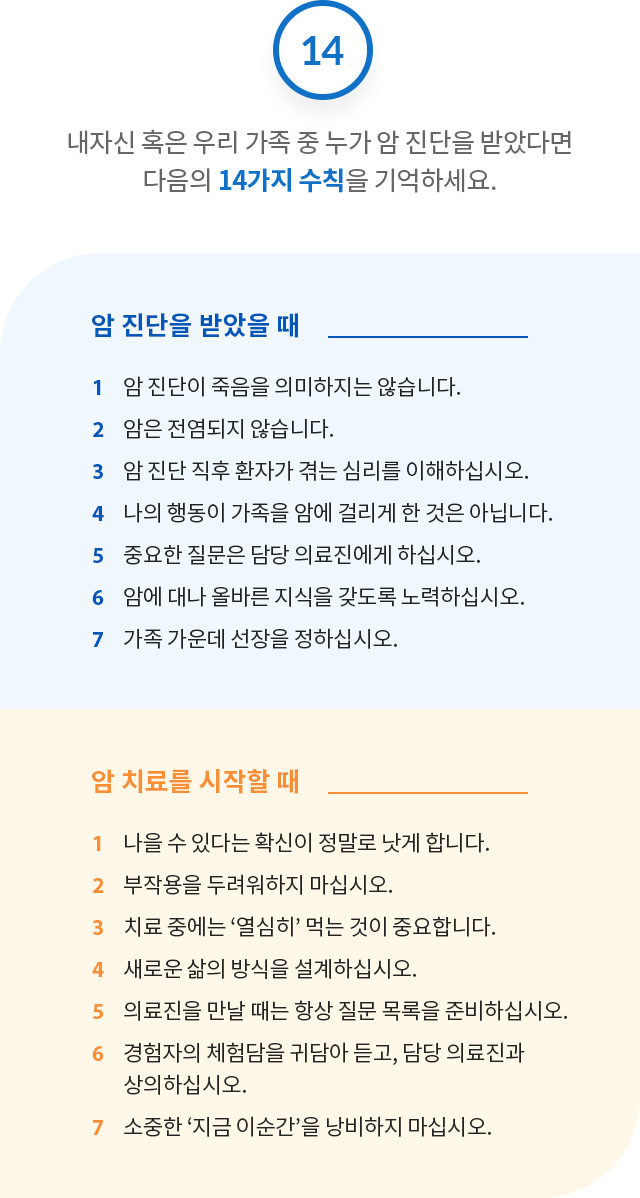 14
내자신 혹은 우리 가족 중 누가 암 진단을 받았다면
다음의 14가지 수칙을 기억하세요.
암 진단을 받았을 때
1 암 진단이 죽음을 의미하지는 않습니다.
2 암은 전염되지 않습니다.
3 암 진단 직후 환자가 겪는 심리를 이해하십시오.
4 나의 행동이 가족을 암에 걸리게 한 것은 아닙니다.
5 중요한 질문은 담당 의료진에게 하십시오.
6 암에 대나 올바른 지식을 갖도록 노력하십시오.
7 가족 가운데 선장을 정하십시오.
암 치료를 시작할 때
1 나을 수 있다는 확신이 정말로 낫게 합니다.
2 부작용을 두려워하지 마십시오.
3 치료 중에는 ‘열심히’ 먹는 것이 중요합니다.
4 새로운 삶의 방식을 설계하십시오.
5 의료진을 만날 때는 항상 질문 목록을 준비하십시오.
6 경험자의 체험담을 귀담아 듣고, 담당 의료진과
상의하십시오.
7 소중한 ‘지금 이순간’을 낭비하지 마십시오.